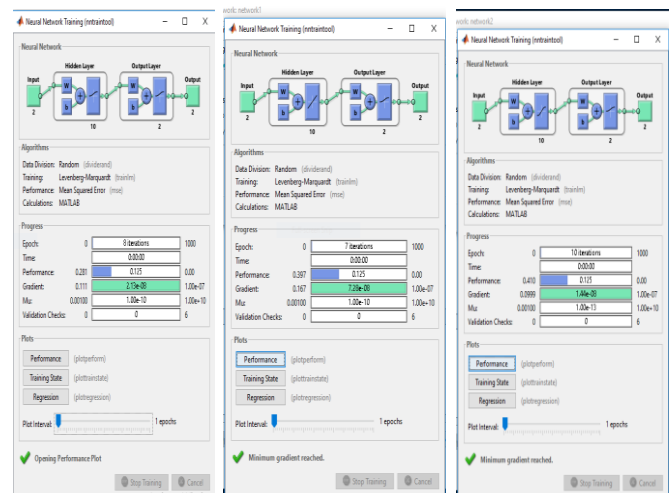 Neural Network Training (nntraintool)
Neural Network
Hidden Layer Output Layer
Input Output
W W
b b
2 2
10 2
Algorithms
Data Division: Random (dividerand)
Training: Levenberg-Marquardt (trainlm)
Performance: Mean Squared Error (mse)
Calculations: MATLAB
Progress
Epoch: 0 8 iterations 1000
Time: 0:00:00
Performance: 0.281 0.125 0.00
Gradient: 0.111 2.13e-08 1.00e-07
Mu: 0.00100 1.00e-10 1.00e+10
Validation Checks: 0 0 6
Plots
Performance (plotperform)
Training State (plottrainstate)
Regression (plotregression)
Plot Interval: 1 epochs
Opening Performance Plot
Stop Training Cancel
work: network1
Neural Network Training (nntraintool)
Neural Network
Hidden Layer Output Layer
Input Output
W W
b b
2 2
10 2
Algorithms
Data Division: Random (dividerand)
Training: Levenberg-Marquardt (trainlm)
Performance: Mean Squared Error (mse)
Calculations: MATLAB
Progress
Epoch: 0 7 iterations 1000
Time: 0:00:00
Performance: 0.397 0.125 0.00
Gradient: 0.167 7.28e-08 1.00e-07
Mu: 0.00100 1.00e-10 1.00e+10
Validation Checks: 0 0 6
Plots
Performance (plotperform)
Training State (plottrainstate)
Regression (plotregression)
Plot Interval: 1 epochs
Minimum gradient reached.
Stop Training Cancel
work: network2
Neural Network Training (nntraintool)
Neural Network
Hidden Layer Output Layer
Input Output
W W
b b
2 2
10 2
Algorithms
Data Division: Random (dividerand)
Training: Levenberg-Marquardt (trainlm)
Performance: Mean Squared Error (mse)
Calculations: MATLAB
Progress
Epoch: 0 10 iterations 1000
Time: 0:00:00
Performance: 0.410 0.125 0.00
Gradient: 0.0999 1.44e-08 1.00e-07
Mu: 0.00100 1.00e-13 1.00e+10
Validation Checks: 0 0 6
Plots
Performance (plotperform)
Training State (plottrainstate)
Regression (plotregression)
Plot Interval: 1 epochs
Minimum gradient reached.
Stop Training Cancel